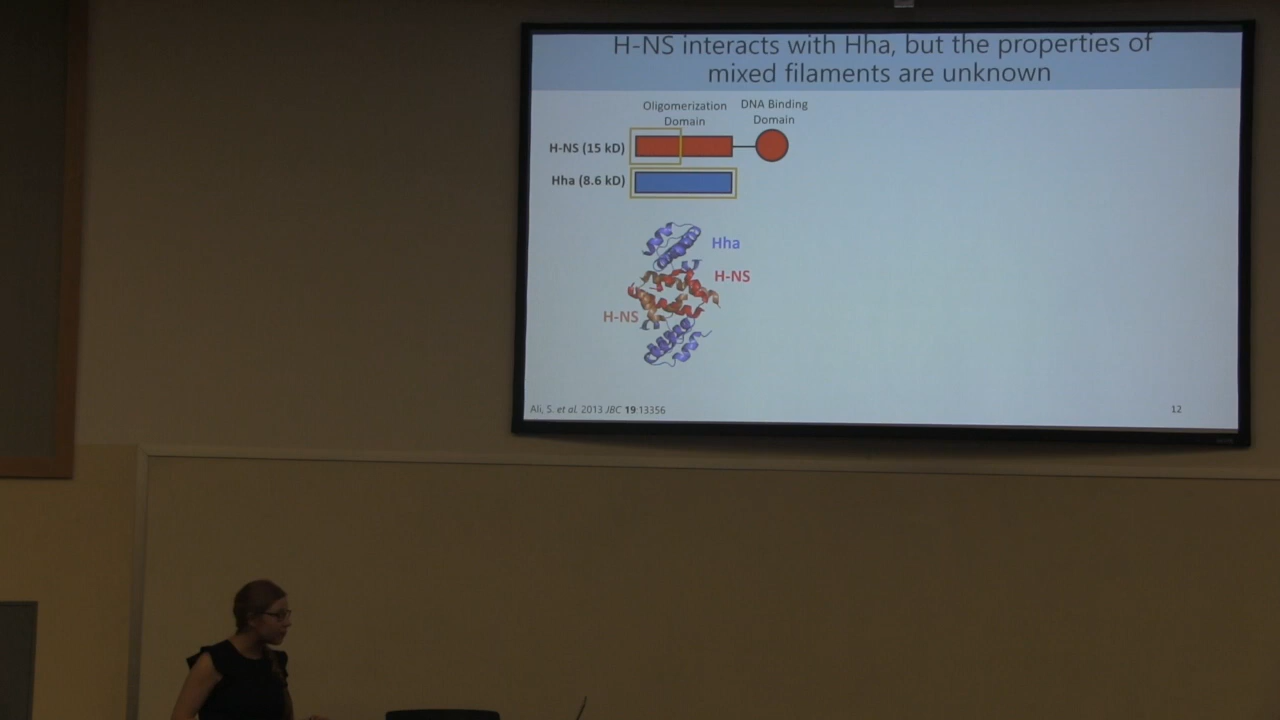 H-NS interacts with Hha, but the properties of
mixed filaments are unknown
Oligomerization
Domain
DNA Binding
Domain
H-NS (15 kD)
Hha (8.6 kD)
Hha
H-NS
H-NS
Ali, S. et al. 2013 JBC 19:13356
12